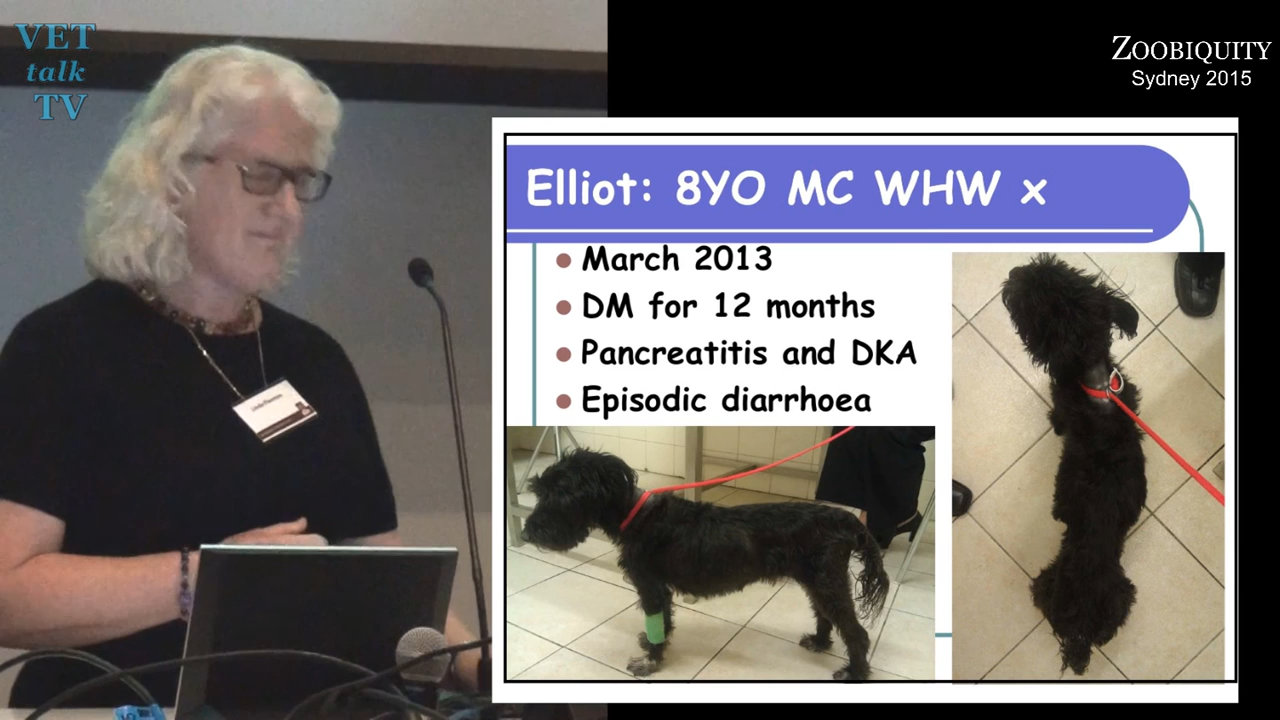 VET
talk
TV
ZOOBIQUITY
Sydney 2015
Elliot: 8YO MC WHW x
March 2013
DM for 12 months
Pancreatitis and DKA
Episodic diarrhoea